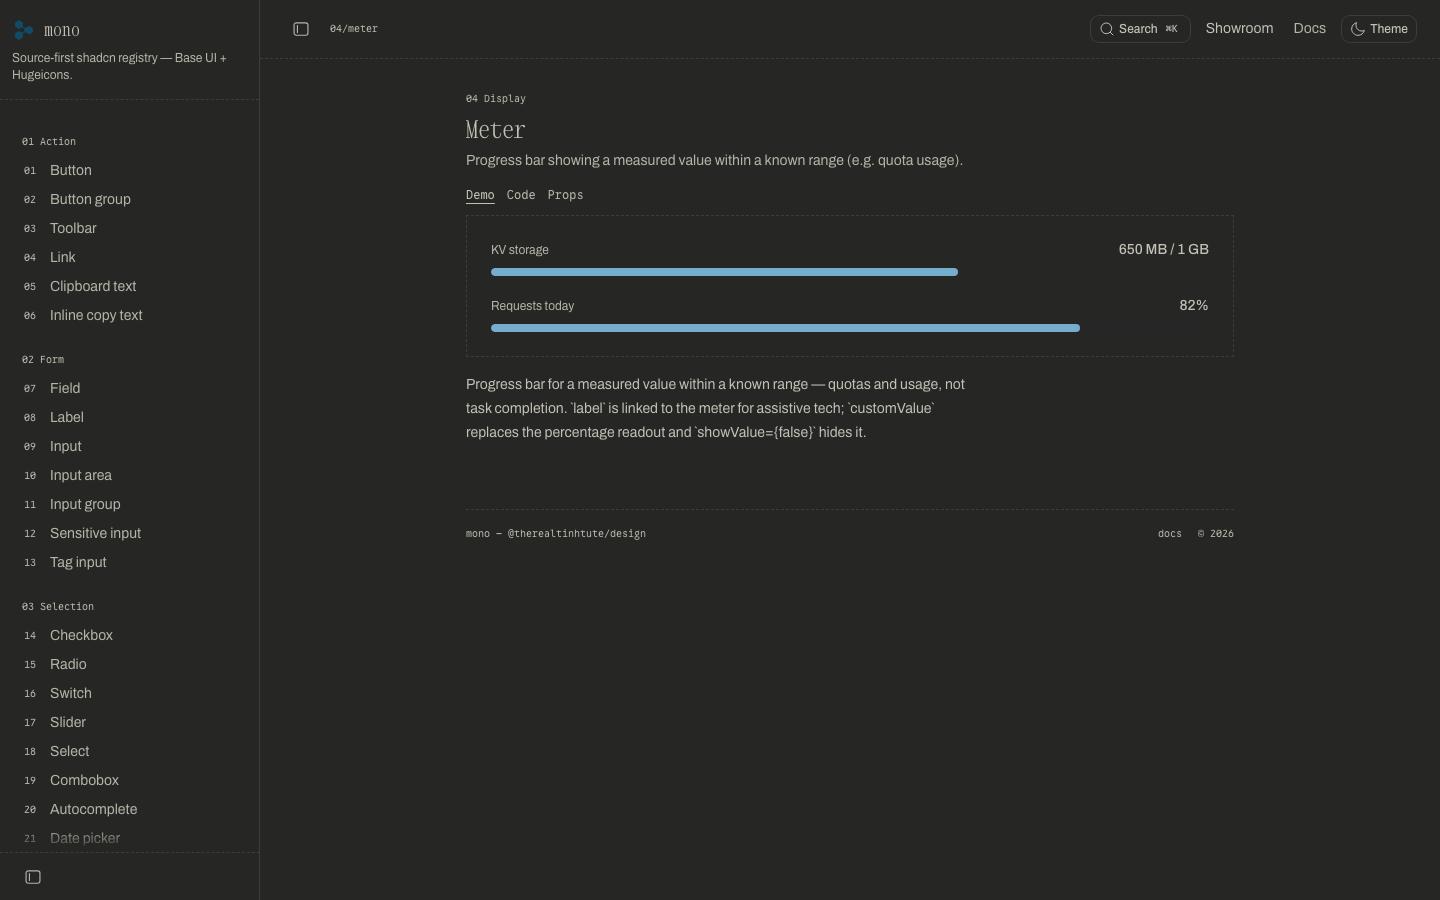 mono
Source-first shadcn registry — Base UI +
Hugeicons.
01 Action
01 Button
02 Button group
03 Toolbar
04 Link
05 Clipboard text
06 Inline copy text
02 Form
07 Field
08 Label
09 Input
10 Input area
11 Input group
12 Sensitive input
13 Tag input
03 Selection
14 Checkbox
15 Radio
16 Switch
17 Slider
18 Select
19 Combobox
20 Autocomplete
21 Date picker
04/meter
Search ⌘K
Showroom
Docs
Theme
04 Display
Meter
Progress bar showing a measured value within a known range (e.g. quota usage).
Demo Code Props
KV storage 650 MB / 1 GB
Requests today 82%
Progress bar for a measured value within a known range — quotas and usage, not
task completion. `label` is linked to the meter for assistive tech; `customValue`
replaces the percentage readout and `showValue={false}` hides it.
mono — @therealtinhtute/design
docs © 2026